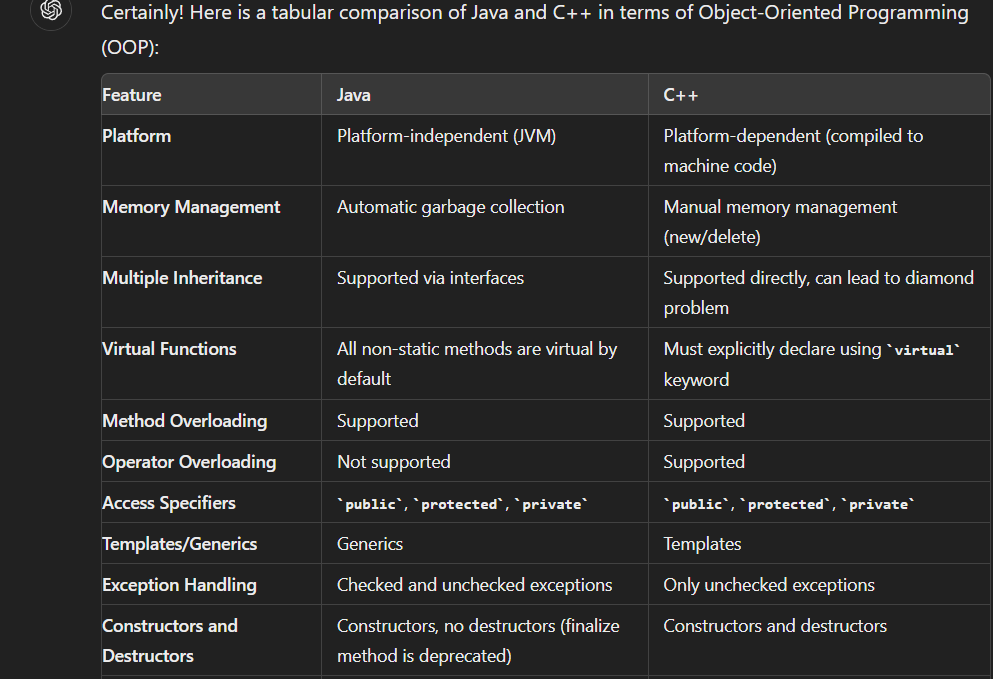 Certainly! Here is a tabular comparison of Java and C++ in terms of Object-Oriented Programming
(OOP):
Feature Java C++
Platform Platform-independent (JVM) Platform-dependent (compiled to
machine code)
Memory Management Automatic garbage collection Manual memory management
(new/delete)
Multiple Inheritance Supported via interfaces Supported directly, can lead to diamond
problem
Virtual Functions All non-static methods are virtual by Must explicitly declare using `virtual`
default keyword
Method Overloading Supported Supported
Operator Overloading Not supported Supported
Access Specifiers `public`, `protected`, `private` `public`, `protected`, `private`
Templates/Generics Generics Templates
Exception Handling Checked and unchecked exceptions Only unchecked exceptions
Constructors and Constructors, no destructors (finalize Constructors and destructors
Destructors method is deprecated)